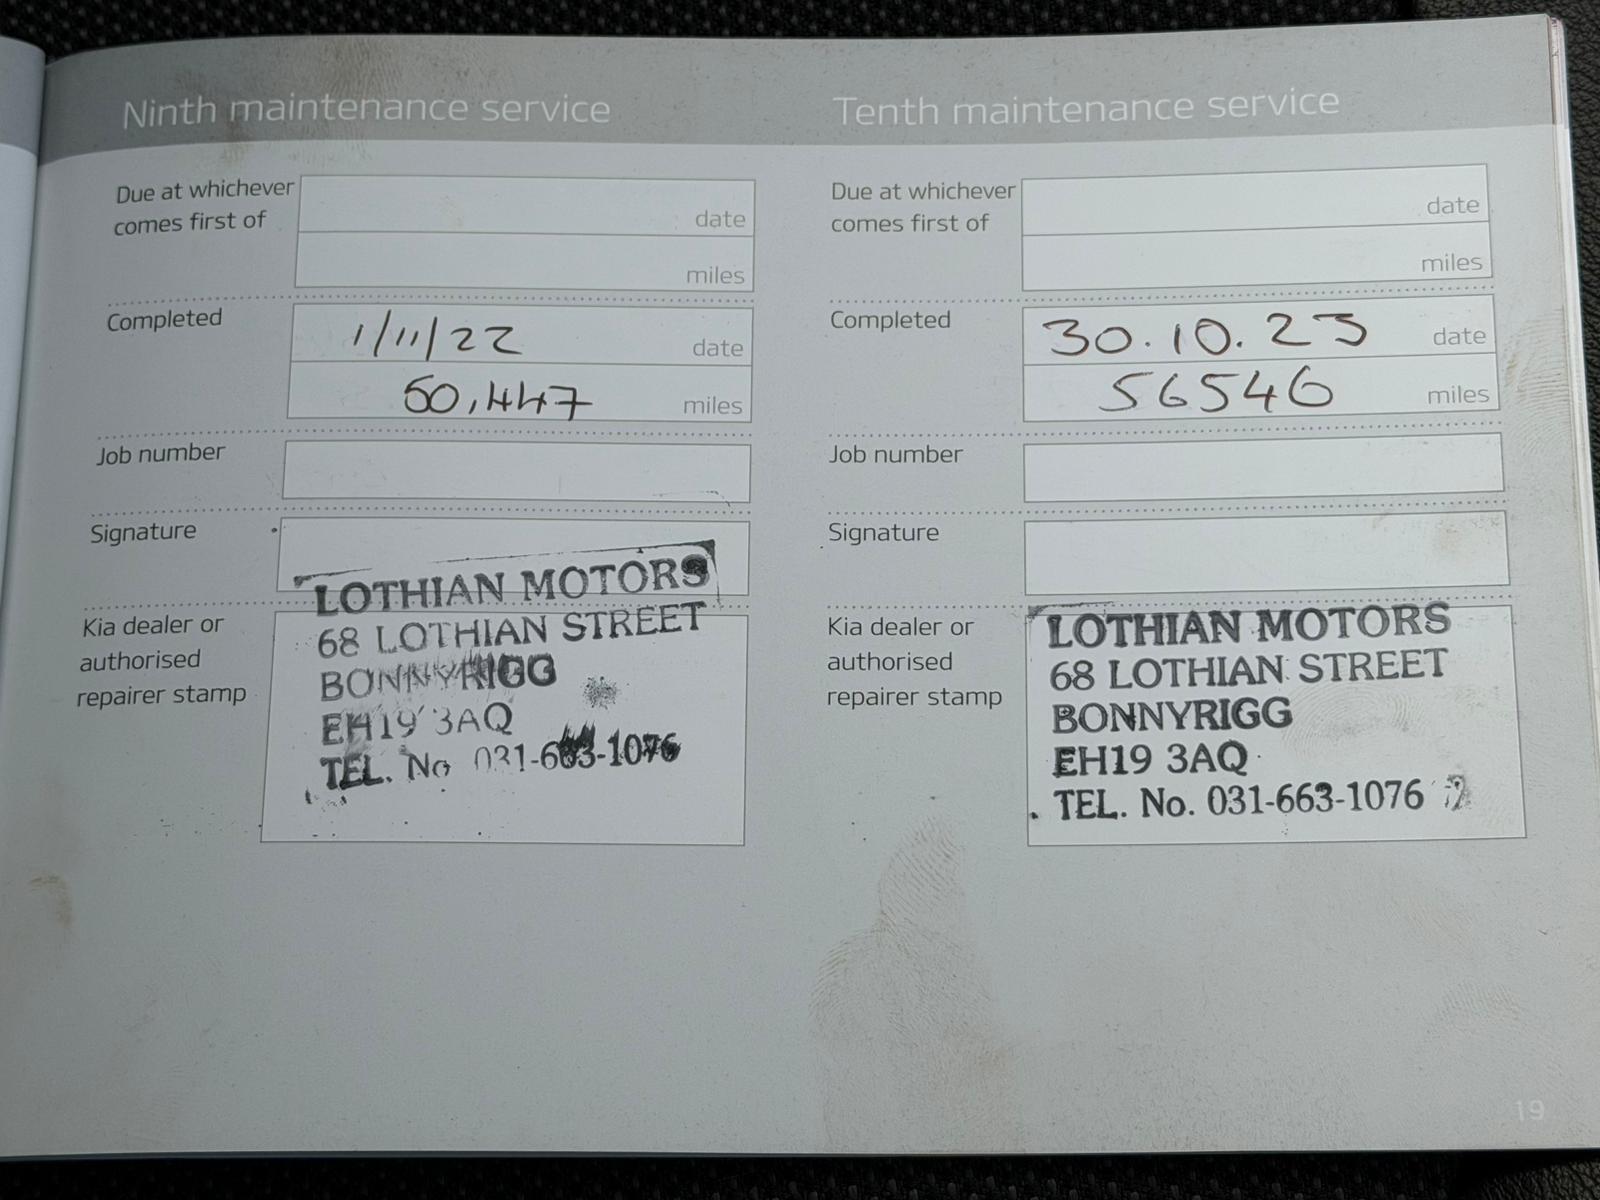 Ninth maintenance service
Due at whichever
comes first of
date
miles
Completed
1/11/22 date
50,447 miles
Job number
Signature
Kia dealer or
authorised
repairer stamp
LOTHIAN MOTORS
68 LOTHIAN STREET
BONNYRIGG
EH19 3AQ
TEL. No 031-663-1076
Tenth maintenance service
Due at whichever
comes first of
date
miles
Completed
30.10.23 date
56546 miles
Job number
Signature
Kia dealer or
authorised
repairer stamp
LOTHIAN MOTORS
68 LOTHIAN STREET
BONNYRIGG
EH19 3AQ
TEL. No. 031-663-1076
19